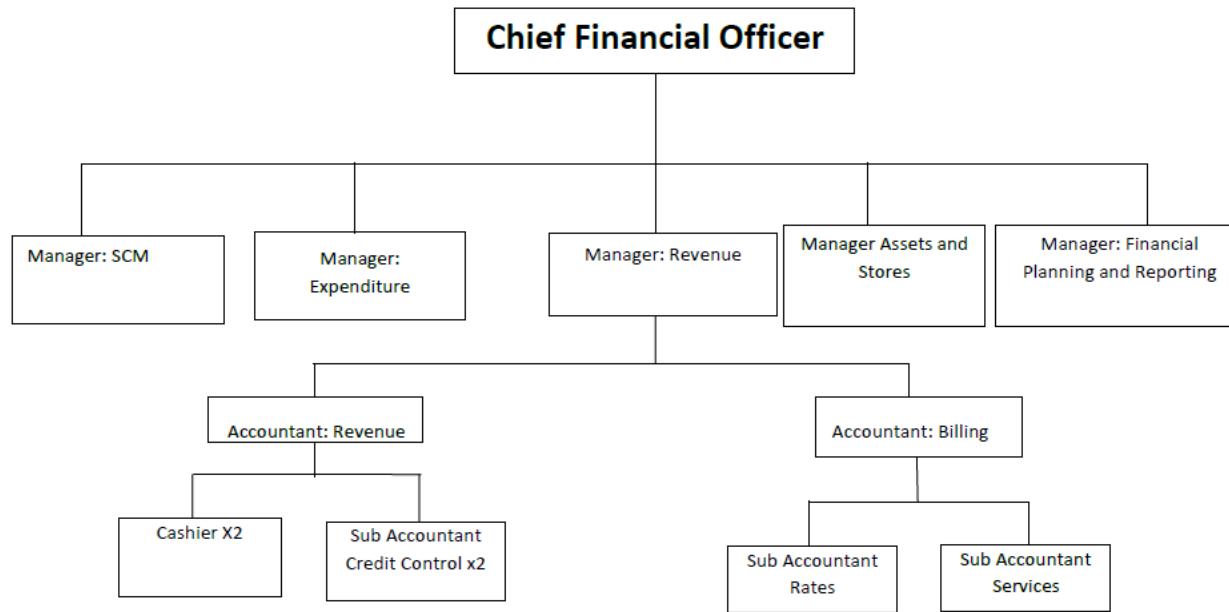 Chief Financial Officer
Manager: SCM
Manager:
Expenditure
Manager: Revenue
Manager Assets and
Stores
Manager: Financial
Planning and Reporting
Accountant: Revenue
Accountant: Billing
Cashier X2
Sub Accountant
Credit Control x2
Sub Accountant
Rates
Sub Accountant
Services